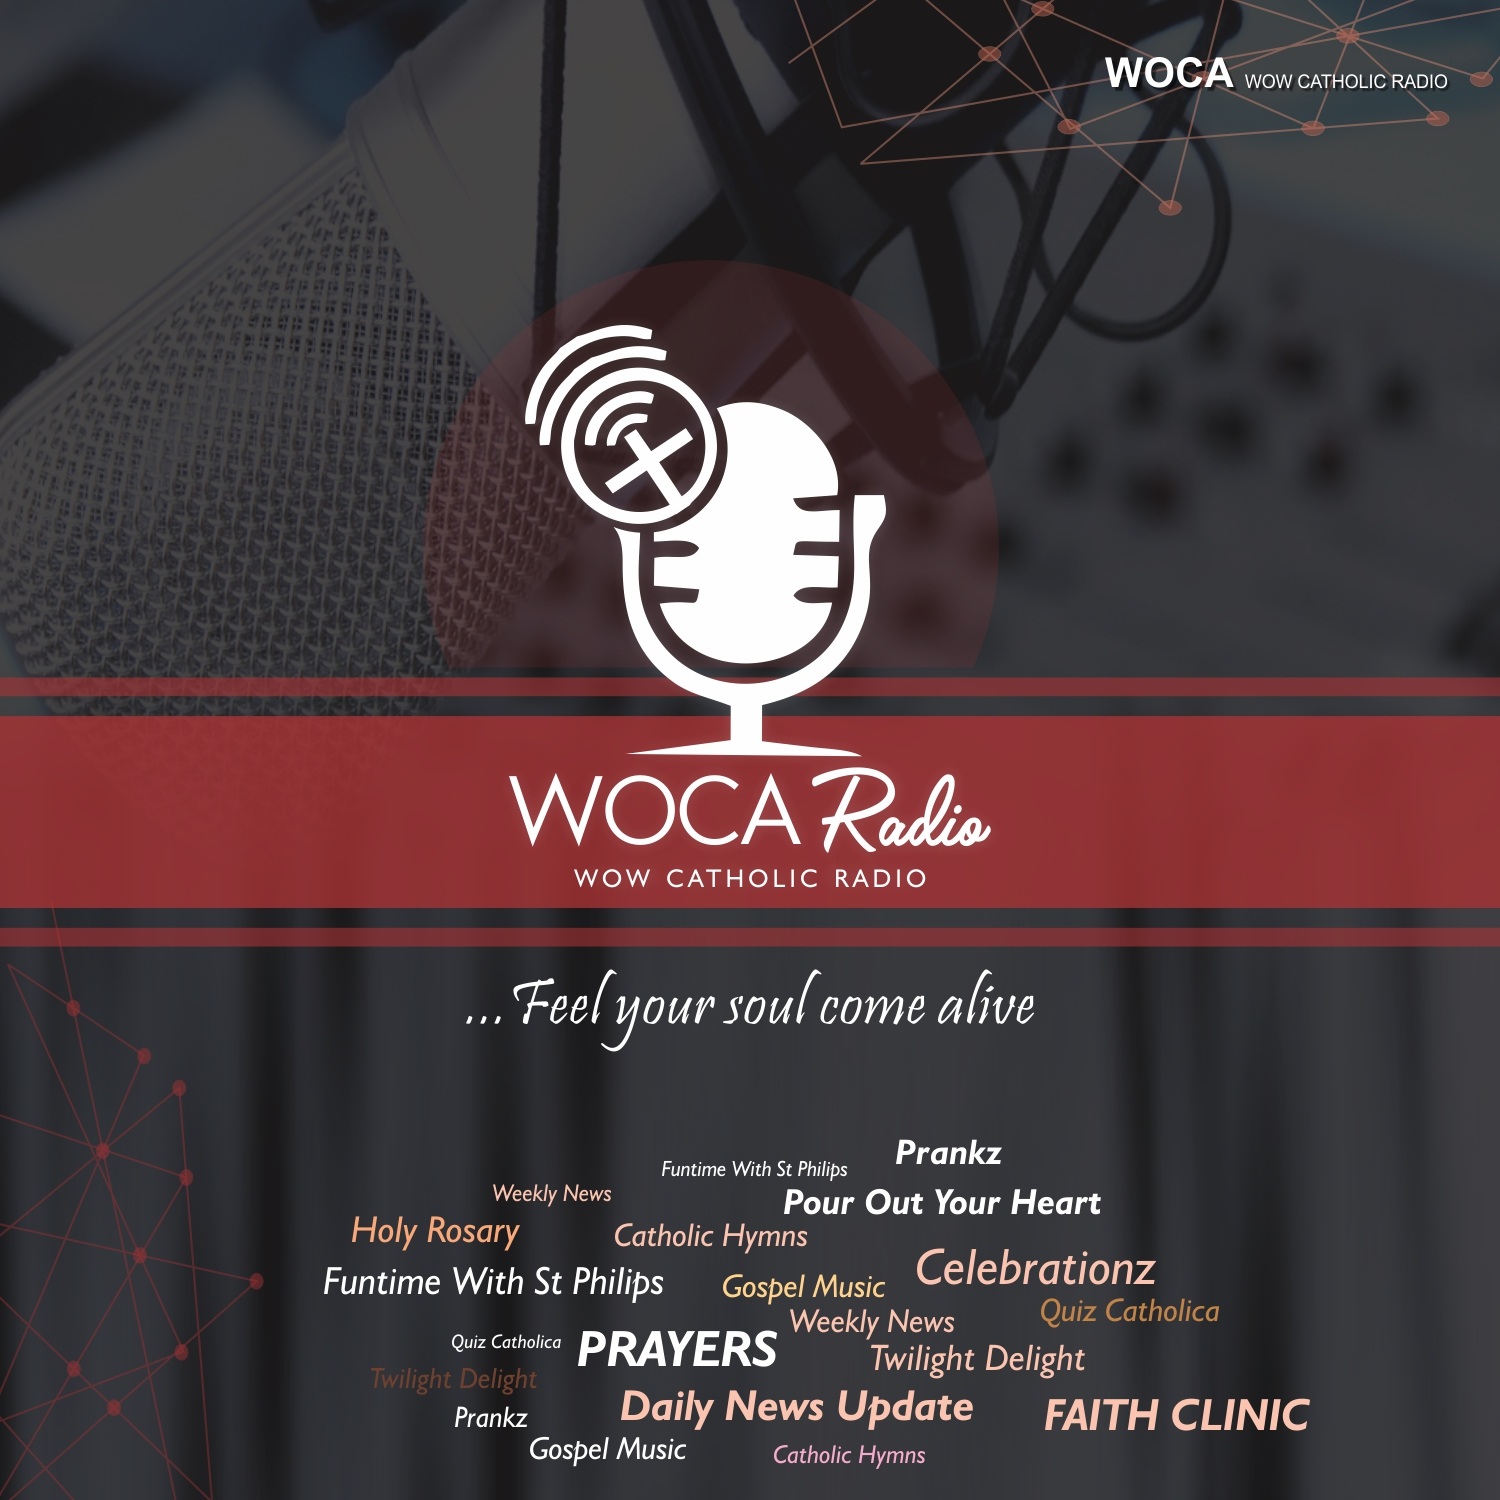 WOCA WOW CATHOLIC RADIO
WOCA Radio
WOW CATHOLIC RADIO
...Feel your soul come alive
Prankz
Funtime With St Philips
Weekly News
Pour Out Your Heart
Holy Rosary
Catholic Hymns
Celebrationz
Funtime With St Philips
Gospel Music
Quiz Catholica
Weekly News
Quiz Catholica
PRAYERS
Twilight Delight
Twilight Delight
Daily News Update
FAITH CLINIC
Prankz
Gospel Music
Catholic Hymns